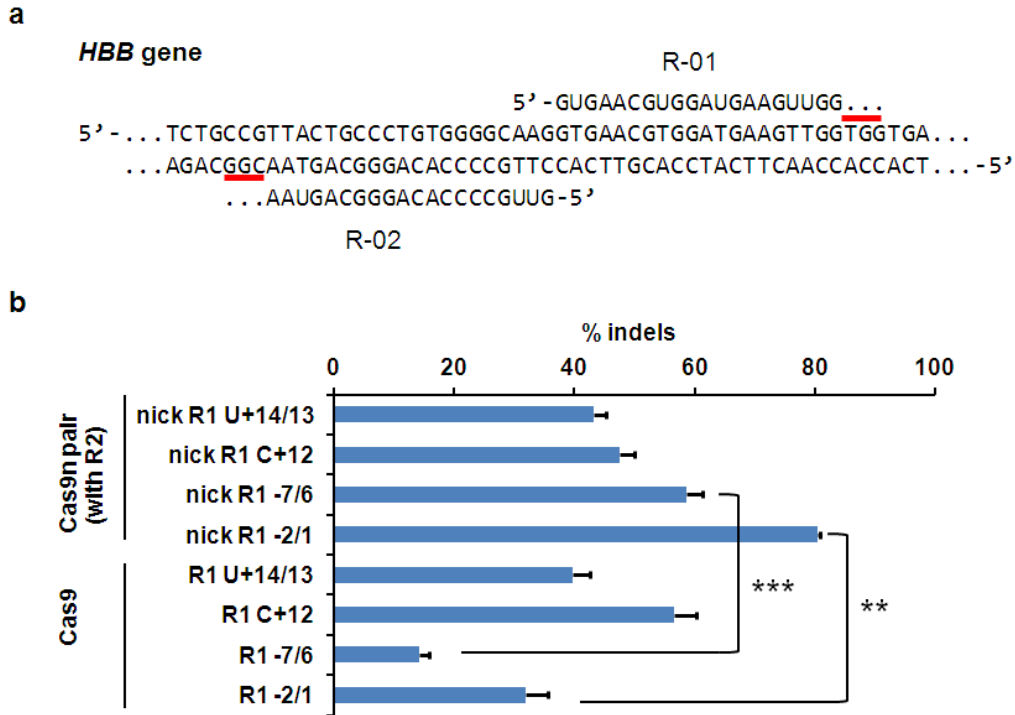 a
HBB gene
R-01
5’-GUGAACGUGGAUGAAGUUGG...
5’-...TCTGCCGTTACTGCCCTGTGGGGCAAGGTGAACGTGGATGAAGTTGGTGGTGA...
...AGACGGCAATGACGGGACACCCCGTTCCACTTGCACCTACTTCAACCACCACT...-5’
...AAUGACGGGACACCCCGUUG-5’
R-02
b
% indels
0 20 40 60 80 100
Cas9n pair
(with R2)
nick R1 U+14/13
nick R1 C+12
nick R1 -7/6
nick R1 -2/1
Cas9
R1 U+14/13
R1 C+12
R1 -7/6
R1 -2/1
***
**